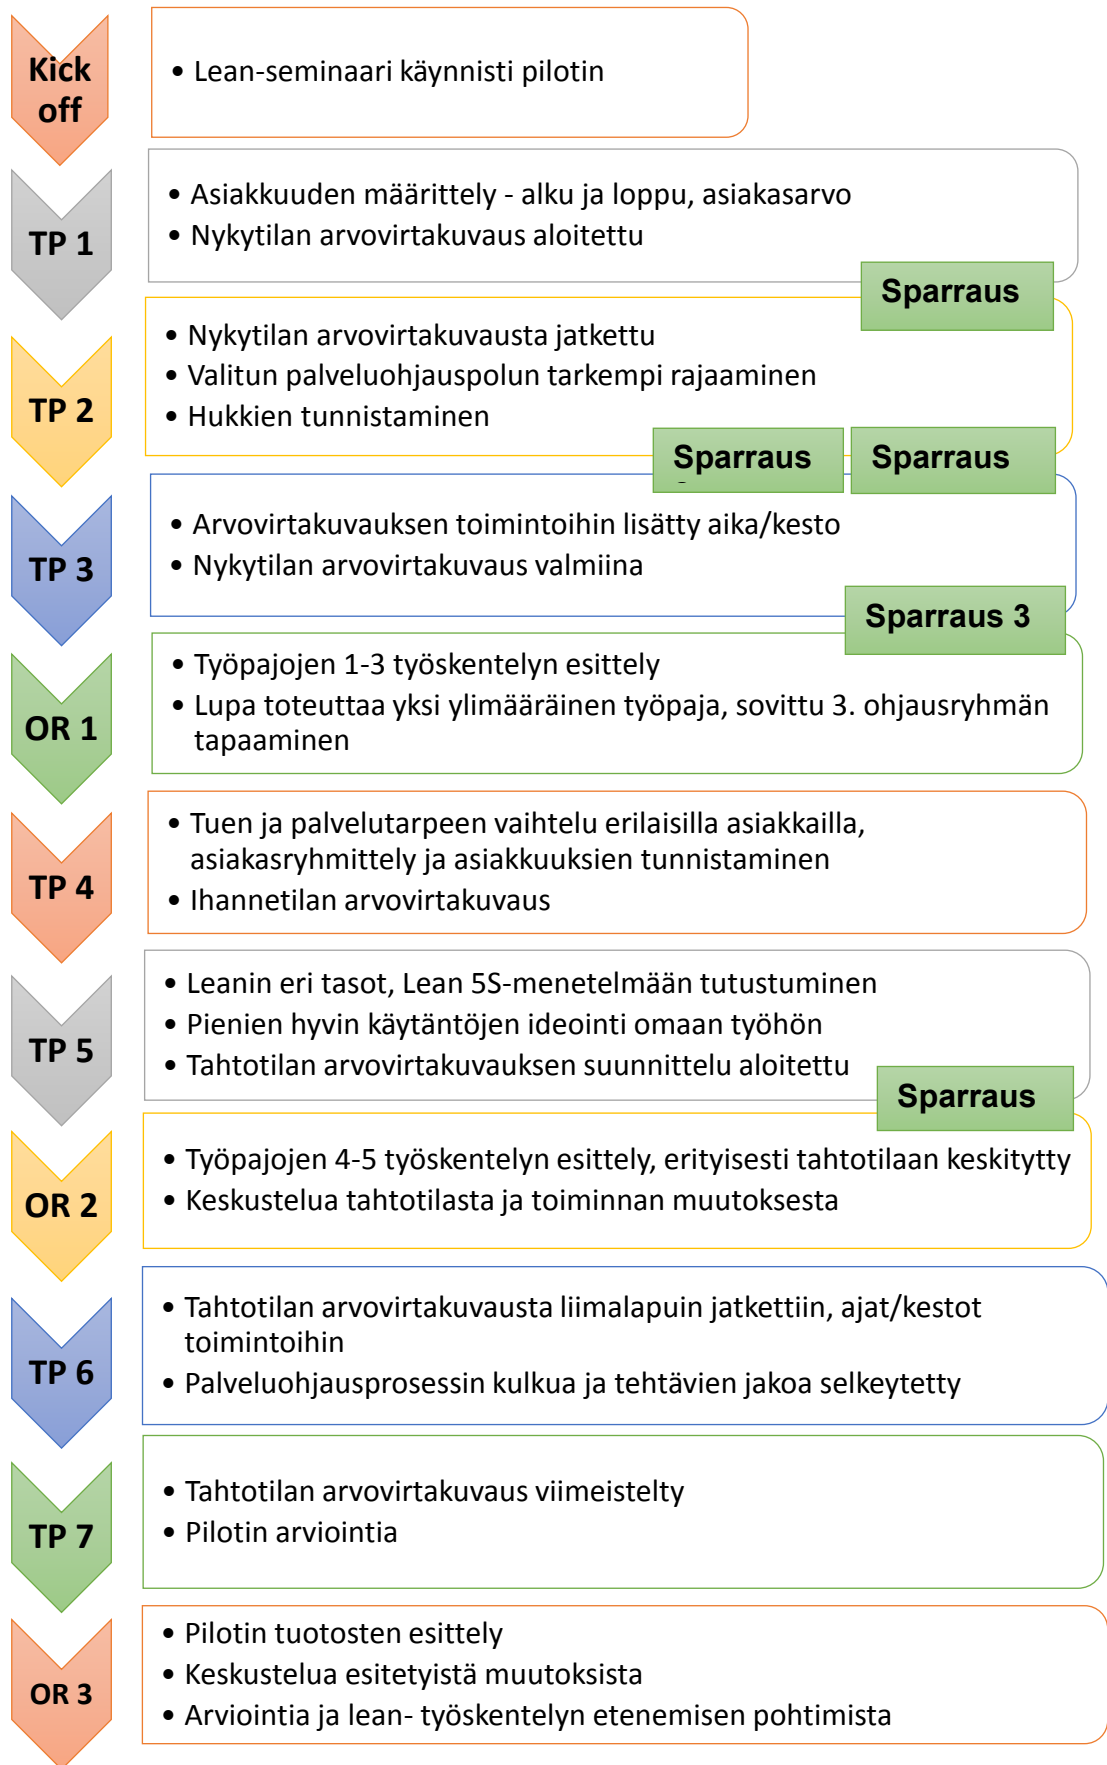 Kick
off
• Lean-seminaari käynnisti pilotin
TP 1
• Asiakkuuden määrittely - alku ja loppu, asiakasarvo
• Nykytilan arvovirtakuvaus aloitettu
Sparraus
TP 2
• Nykytilan arvovirtakuvausta jatkettu
• Valitun palveluohjauspolun tarkempi rajaaminen
• Hukkien tunnistaminen
Sparraus
Sparraus
TP 3
• Arvovirtakuvauksen toimintoihin lisätty aika/kesto
• Nykytilan arvovirtakuvaus valmiina
Sparraus 3
OR 1
• Työpajojen 1-3 työskentelyn esittely
• Lupa toteuttaa yksi ylimääräinen työpaja, sovittu 3. ohjausryhmän
tapaaminen
TP 4
• Tuen ja palvelutarpeen vaihtelu erilaisilla asiakkailla,
asiakasryhmittely ja asiakkuuksien tunnistaminen
• Ihannetilan arvovirtakuvaus
TP 5
• Leanin eri tasot, Lean 5S-menetelmään tutustuminen
• Pienien hyvin käytäntöjen ideointi omaan työhön
• Tahtotilan arvovirtakuvauksen suunnittelu aloitettu
Sparraus
OR 2
• Työpajojen 4-5 työskentelyn esittely, erityisesti tahtotilaan keskitytty
• Keskustelua tahtotilasta ja toiminnan muutoksesta
TP 6
• Tahtotilan arvovirtakuvausta liimalapuin jatkettiin, ajat/kestot
toimintoihin
• Palveluohjausprosessin kulkua ja tehtävien jakoa selkeytetty
TP 7
• Tahtotilan arvovirtakuvaus viimeistelty
• Pilotin arviointia
OR 3
• Pilotin tuotosten esittely
• Keskustelua esitetyistä muutoksista
• Arviointia ja lean- työskentelyn etenemisen pohtimista